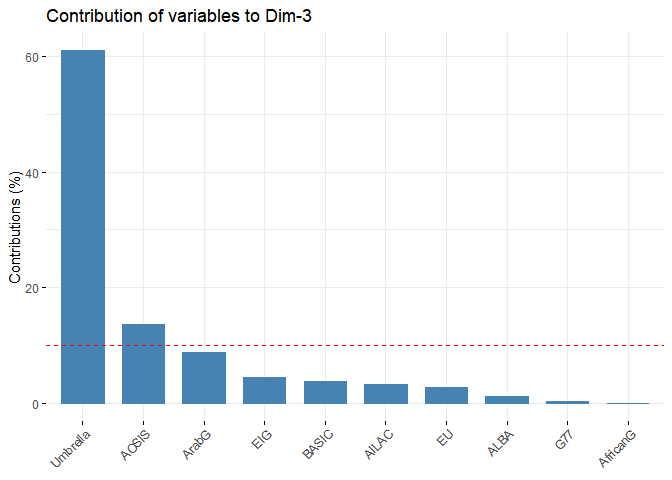 Contribution of variables to Dim-3
Contributions (%)
60
40
20
0
Umbrella
AOSIS
ArabG
EIG
BASIC
AILAC
EU
ALBA
G77
AfricanG